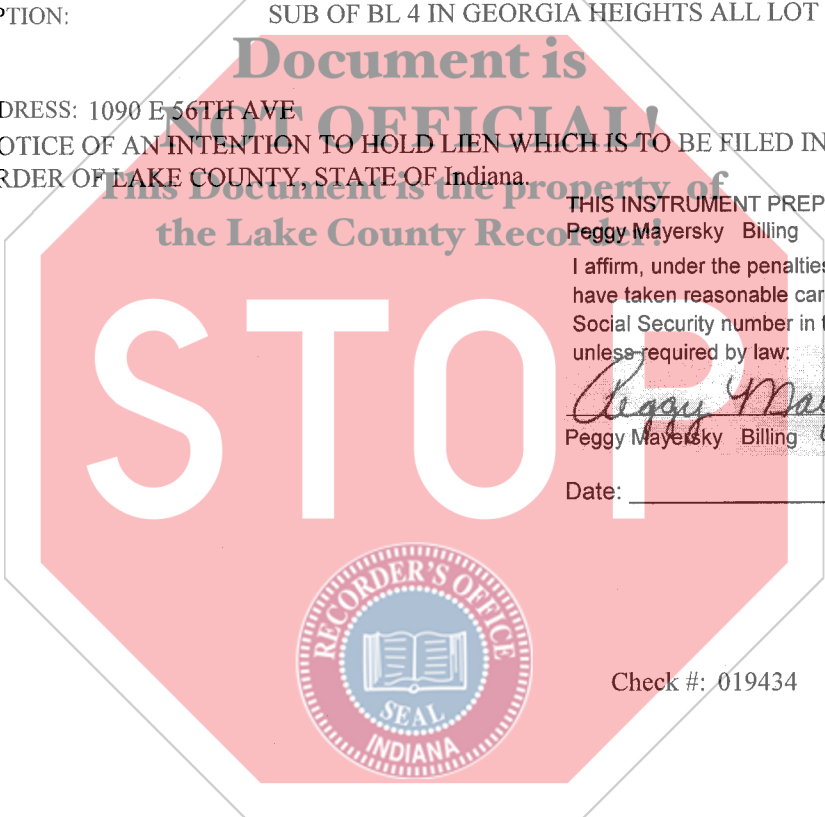 PTION: SUB OF BL 4 IN GEORGIA HEIGHTS ALL LOT
Document is
DRESS: 1090 E 56TH AVE
NOT OFFICIAL!
OTICE OF AN INTENTION TO HOLD LIEN WHICH IS TO BE FILED IN
RDER OF LAKE COUNTY, STATE OF Indiana.
This Document is the property of
the Lake County Recorder!
THIS INSTRUMENT PREP
Peggy Mayersky Billing
I affirm, under the penalties
have taken reasonable car
Social Security number in t
unless required by law:
Peggy Ma
Peggy Mayersky Billing
Date:
STOP
RECORDER'S OFFICE
SEAL
INDIANA
Check #: 019434